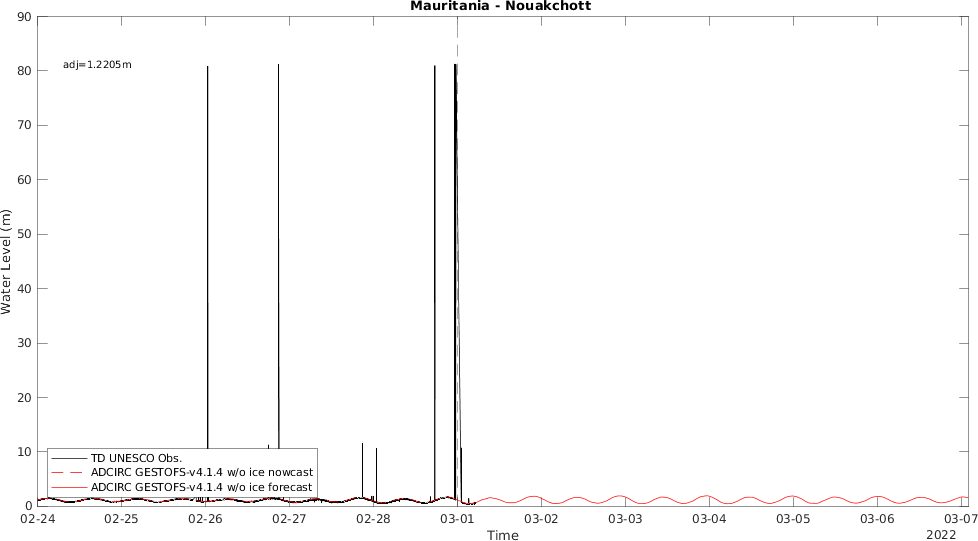 Mauritania - Nouakchott
90
80
70
60
50
40
30
20
10
0
Water Level (m)
adj=1.2205m
TD UNESCO Obs.
ADCIRC GESTOFS-v4.1.4 w/o ice nowcast
ADCIRC GESTOFS-v4.1.4 w/o ice forecast
02-24 02-25 02-26 02-27 02-28 03-01 03-02 03-03 03-04 03-05 03-06 03-07
Time
2022